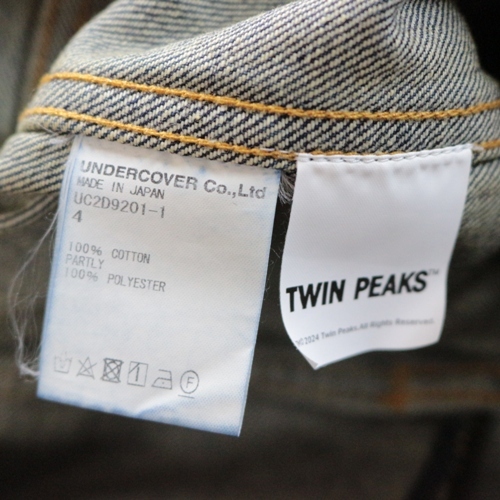 UNDERCOVER Co.,Ltd
MADE IN JAPAN
UC2D9201-1
4
100% COTTON
PARTLY
100% POLYESTER
F
TWIN PEAKS™
©2024 Twin Peaks All Rights Reserved.